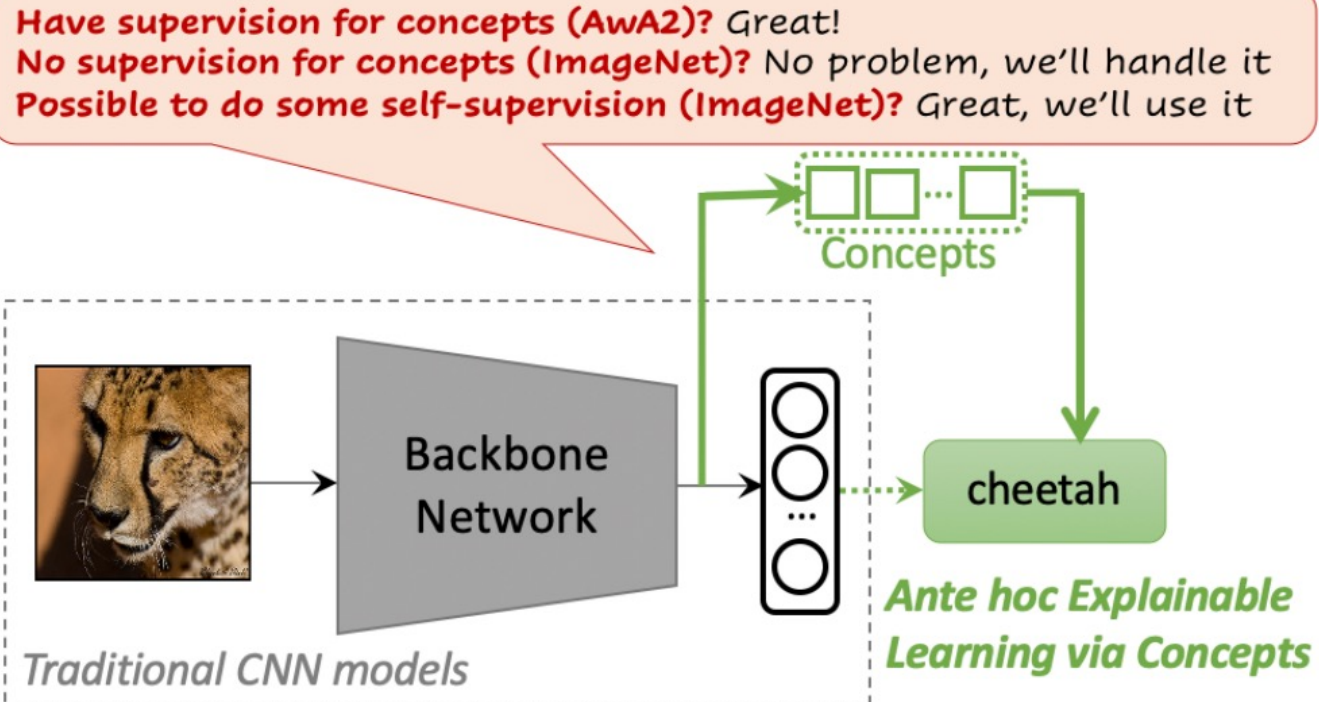 Have supervision for concepts (AwA2)? Great!
No supervision for concepts (ImageNet)? No problem, we'll handle it
Possible to do some self-supervision (ImageNet)? Great, we'll use it
...
Concepts
Backbone
Network
...
cheetah
Ante hoc Explainable
Learning via Concepts
Traditional CNN models